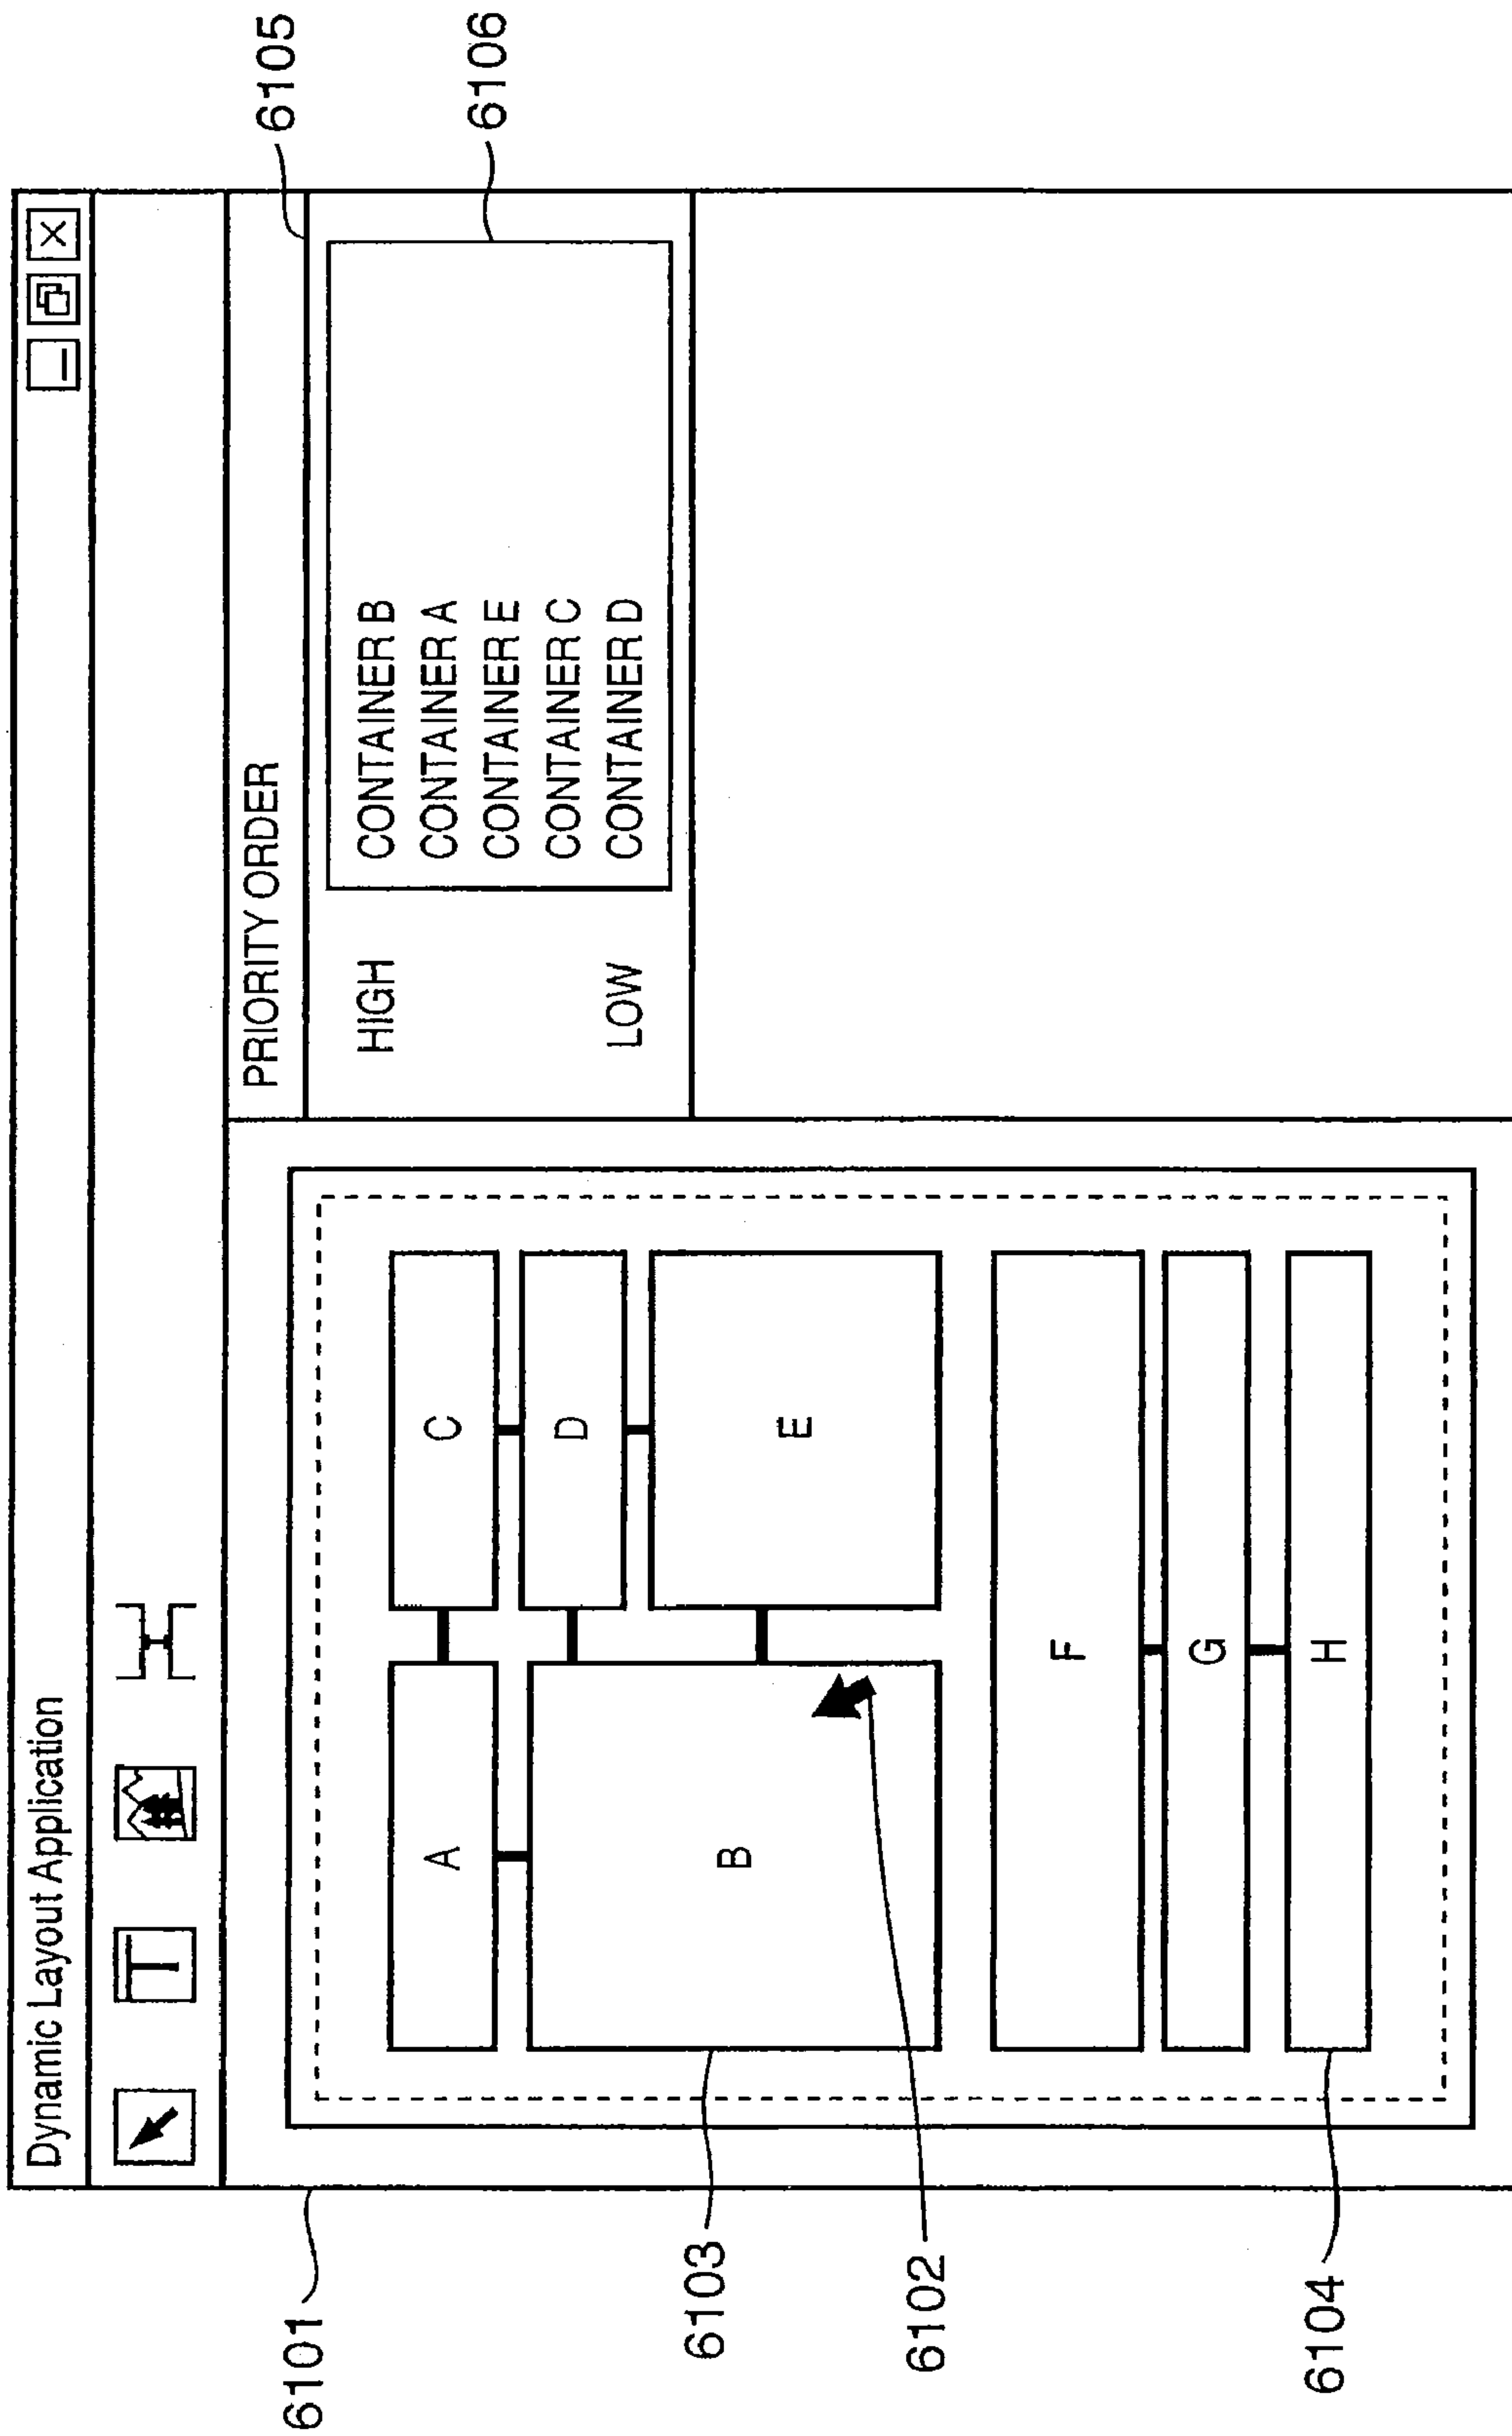 Dynamic Layout Application
T
6105
6106
PRIORITY ORDER
HIGH
CONTAINER B
CONTAINER A
CONTAINER E
CONTAINER C
LOW
CONTAINER D
A
C
D
B
E
F
G
H
6101
6103
6102
6104